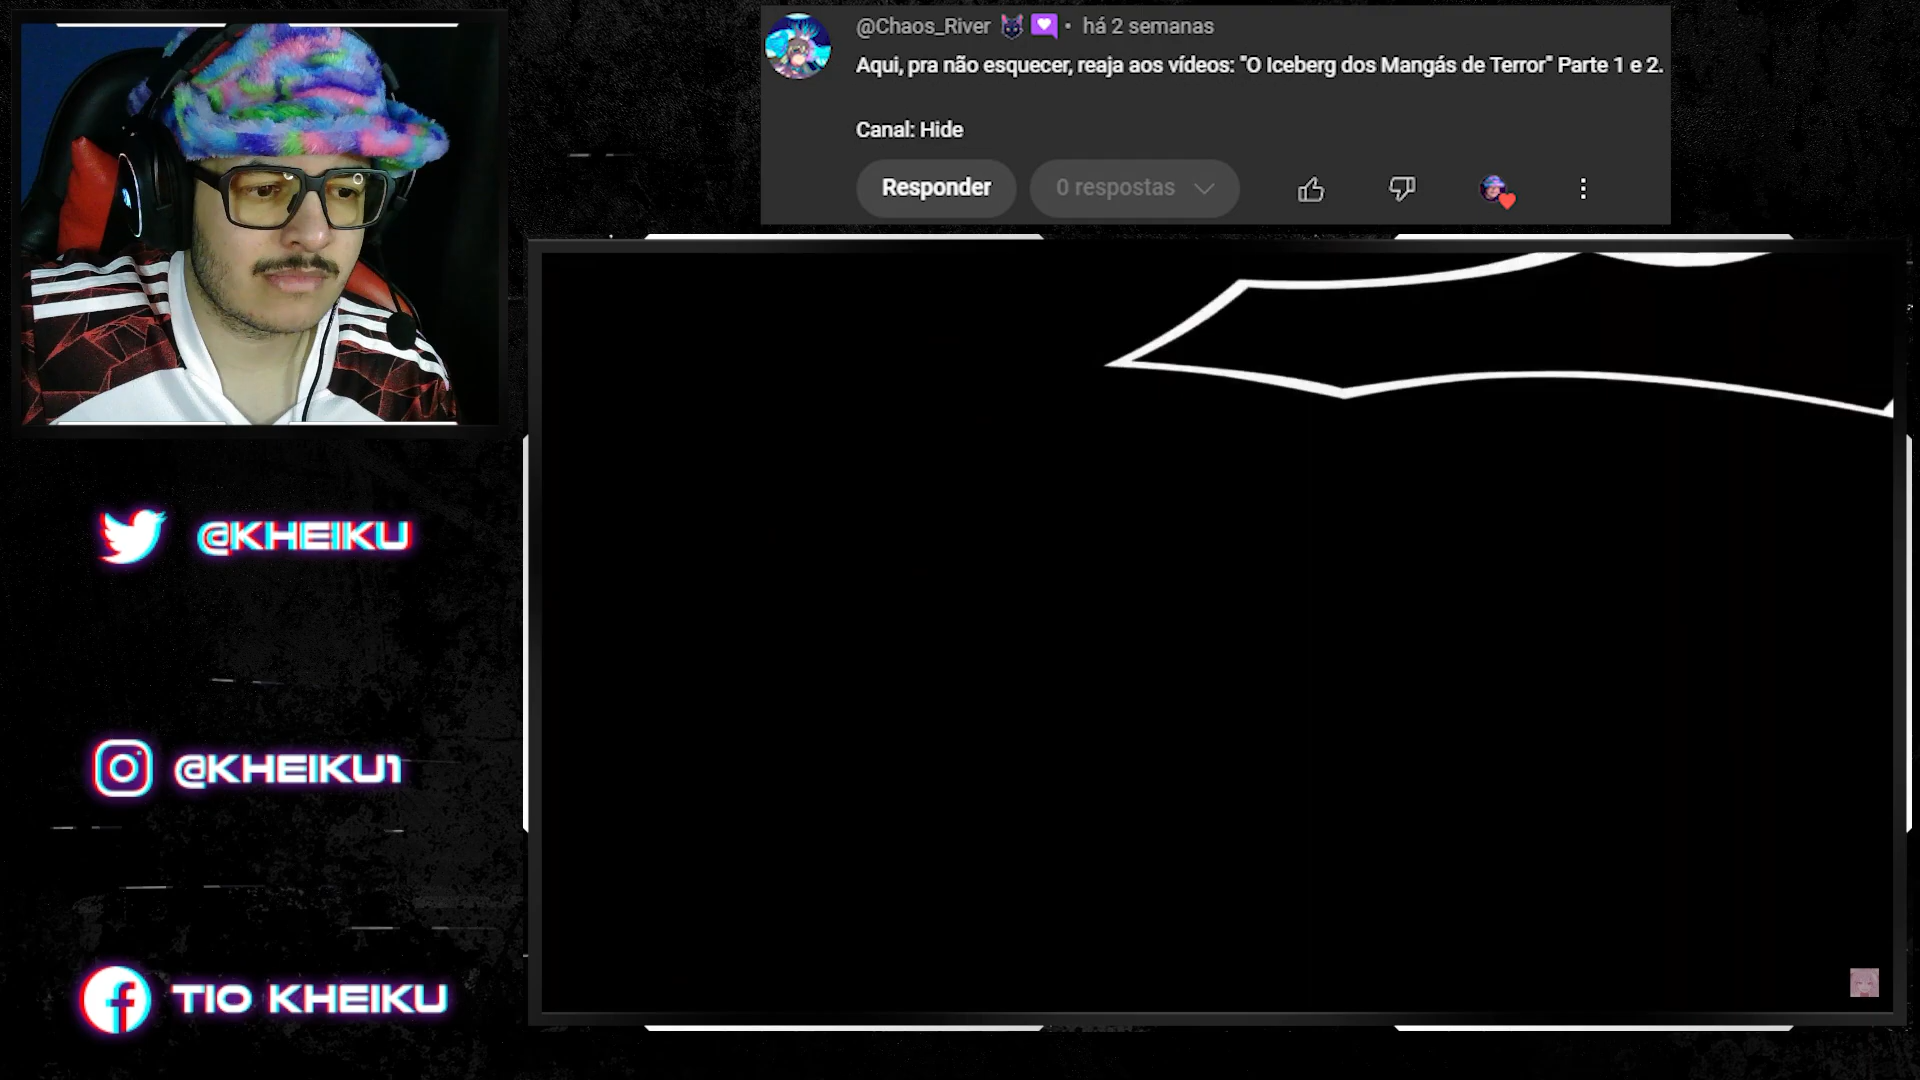 @Chaos_River • há 2 semanas
Aqui, pra não esquecer, reaja aos vídeos: "O Iceberg dos Mangás de Terror" Parte 1 e 2.
Canal: Hide
Responder
0 respostas
@KHEIKU
@KHEIKU1
TIO KHEIKU